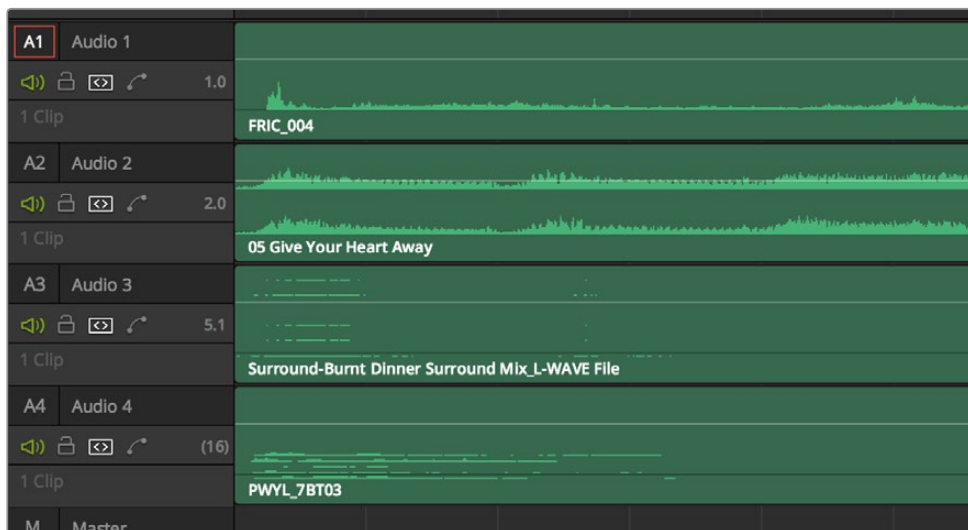 A1 Audio 1
1.0
1 Clip
FRIC_004
A2 Audio 2
2.0
1 Clip
05 Give Your Heart Away
A3 Audio 3
5.1
1 Clip
Surround-Burnt Dinner Surround Mix_L-WAVE File
A4 Audio 4
(16)
1 Clip
PWYL_7BT03
M Master